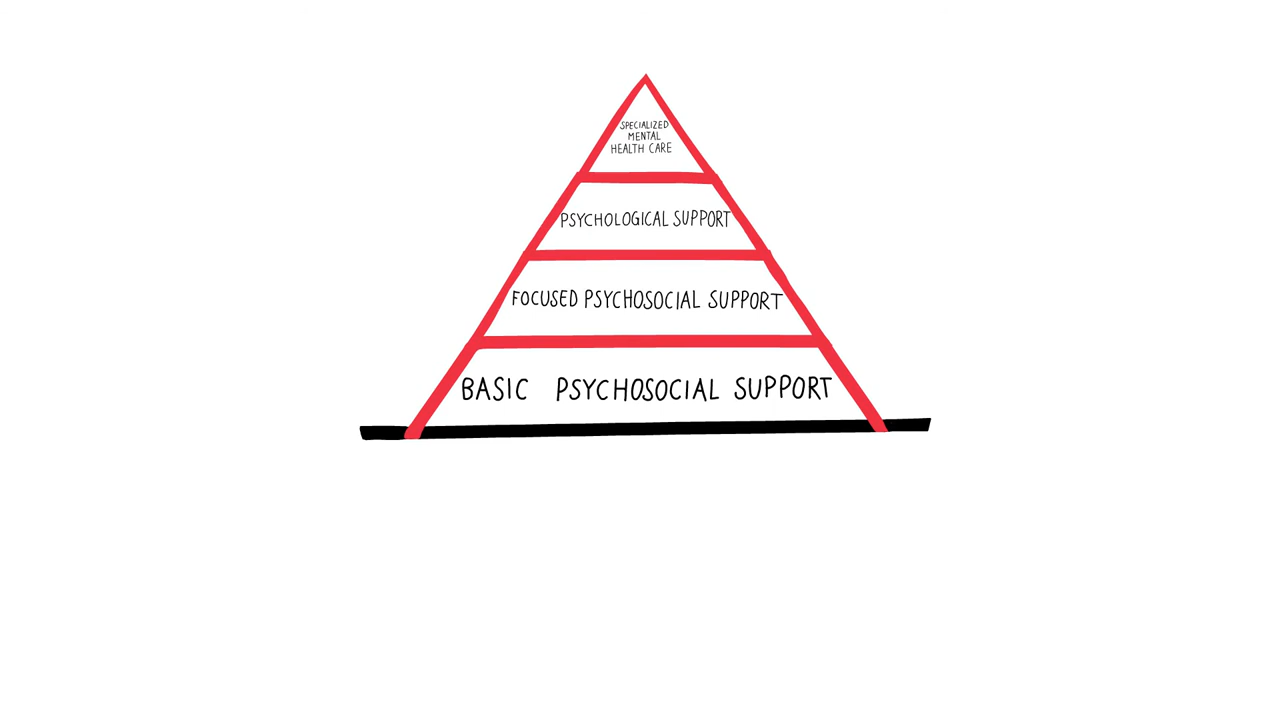 SPECIALIZED
MENTAL
HEALTH CARE
PSYCHOLOGICAL SUPPORT
FOCUSED PSYCHOSOCIAL SUPPORT
BASIC PSYCHOSOCIAL SUPPORT